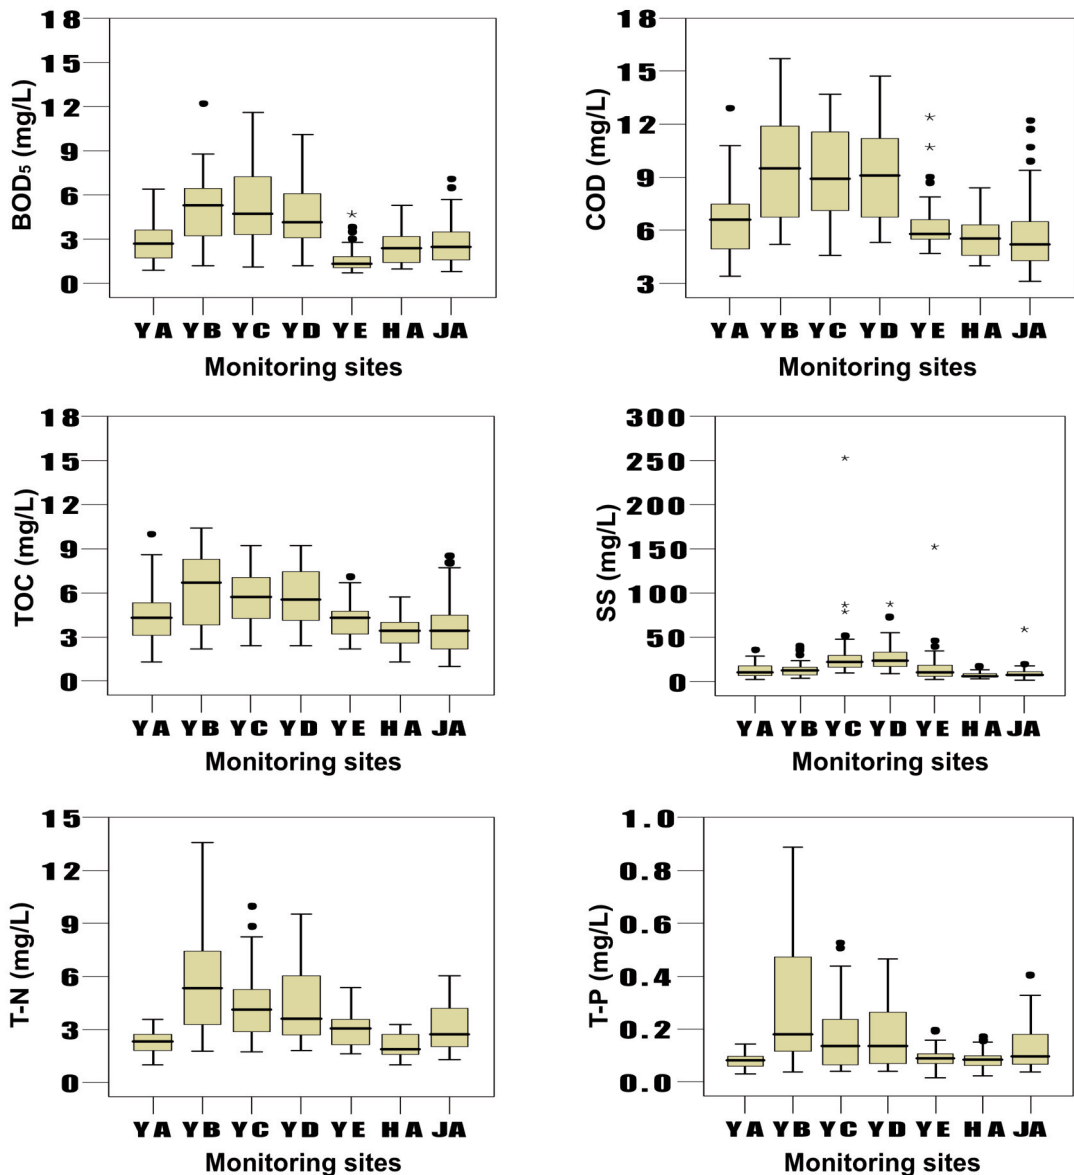 18
15
12
9
6
3
0
BOD₅ (mg/L)
YA YB YC YD YE HA JA
Monitoring sites
18
15
12
9
6
3
COD (mg/L)
YA YB YC YD YE HA JA
Monitoring sites
18
15
12
9
6
3
0
TOC (mg/L)
YA YB YC YD YE HA JA
Monitoring sites
300
250
200
150
100
50
0
SS (mg/L)
YA YB YC YD YE HA JA
Monitoring sites
15
12
9
6
3
0
T-N (mg/L)
YA YB YC YD YE HA JA
Monitoring sites
1.0
0.8
0.6
0.4
0.2
0.0
T-P (mg/L)
YA YB YC YD YE HA JA
Monitoring sites